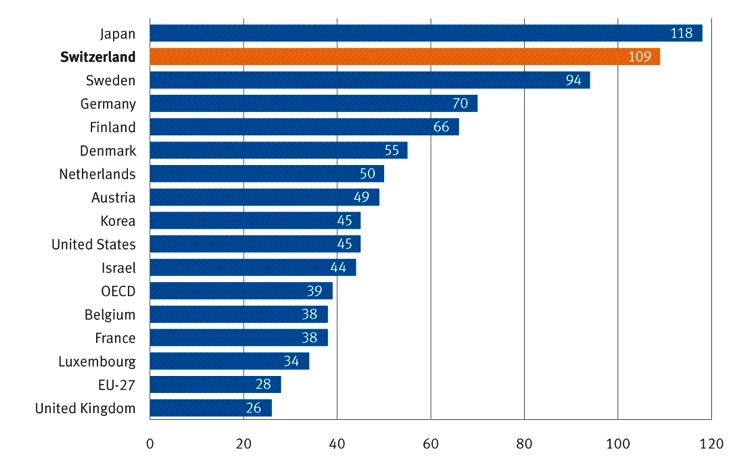 Japan 118
Switzerland 109
Sweden 94
Germany 70
Finland 66
Denmark 55
Netherlands 50
Austria 49
Korea 45
United States 45
Israel 44
OECD 39
Belgium 38
France 38
Luxembourg 34
EU-27 28
United Kingdom 26
0 20 40 60 80 100 120